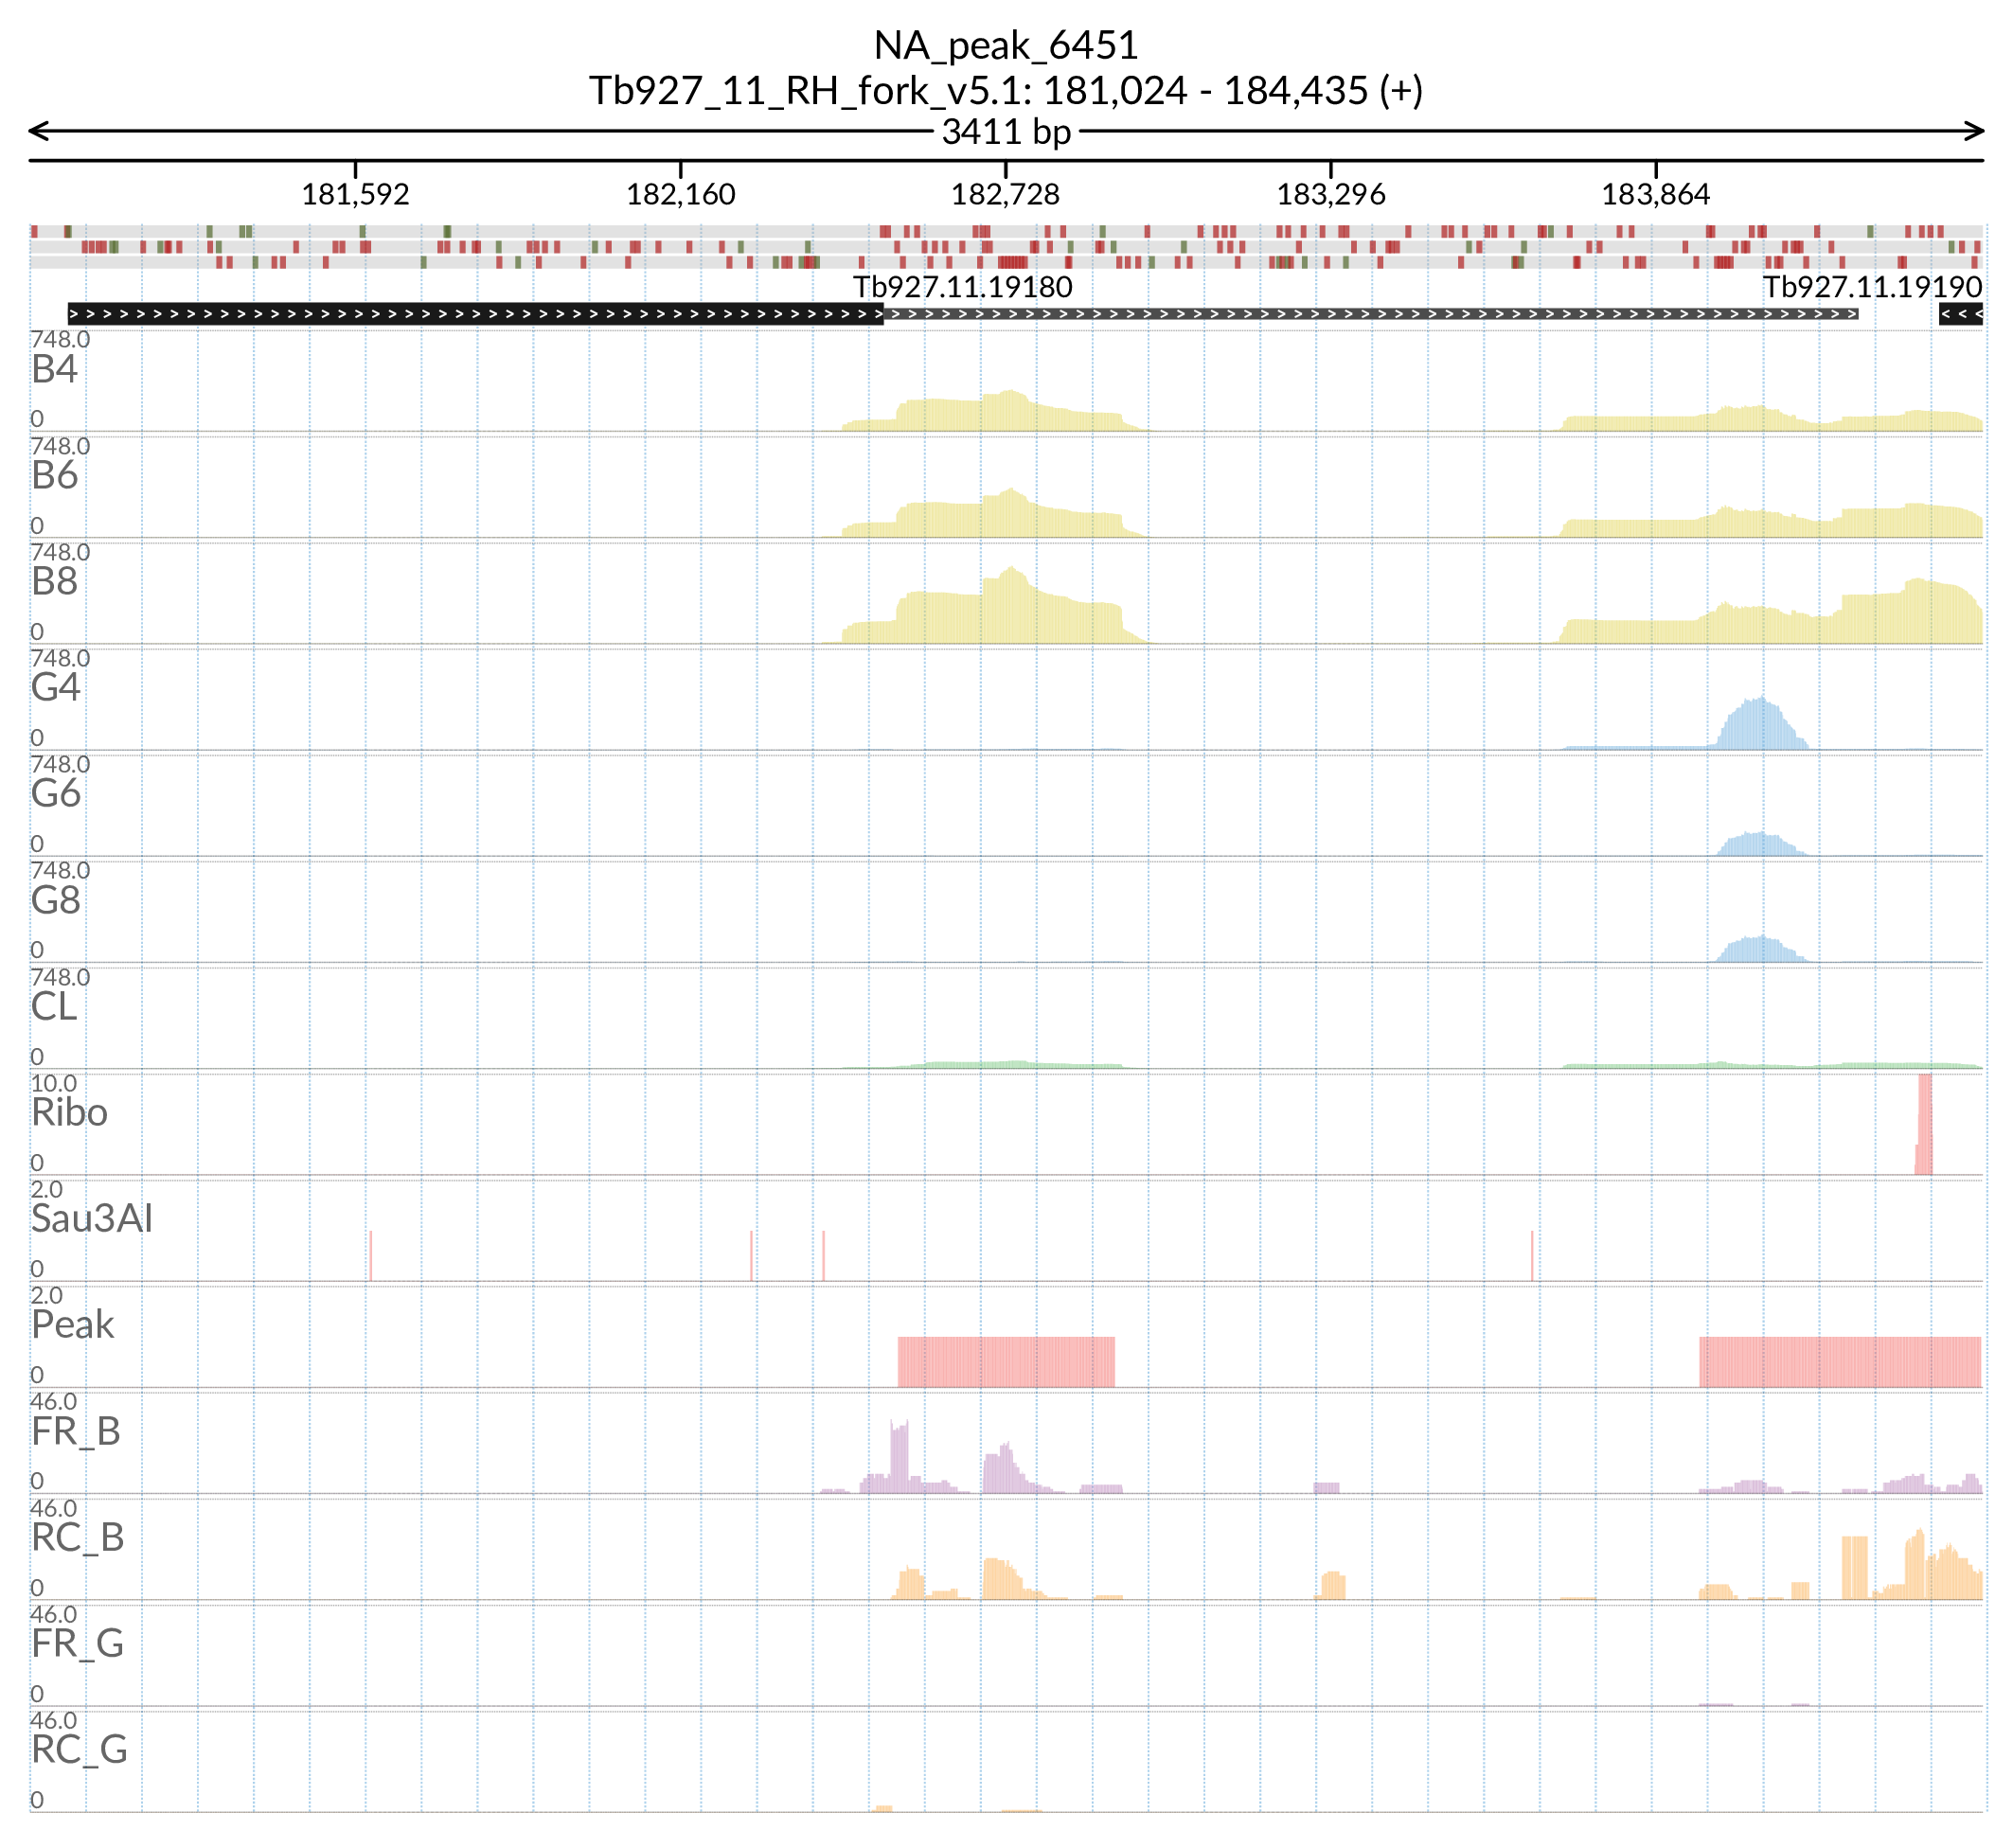 NA_peak_6451
Tb927_11_RH_fork_v5.1: 181,024 - 184,435 (+)
3411 bp
181,592 182,160 182,728 183,296 183,864
Tb927.11.19180 Tb927.11.19190
748.0
B4
0
748.0
B6
0
748.0
B8
0
748.0
G4
0
748.0
G6
0
748.0
G8
0
748.0
CL
0
10.0
Ribo
0
2.0
Sau3AI
0
2.0
Peak
0
46.0
FR_B
0
46.0
RC_B
0
46.0
FR_G
0
46.0
RC_G
0